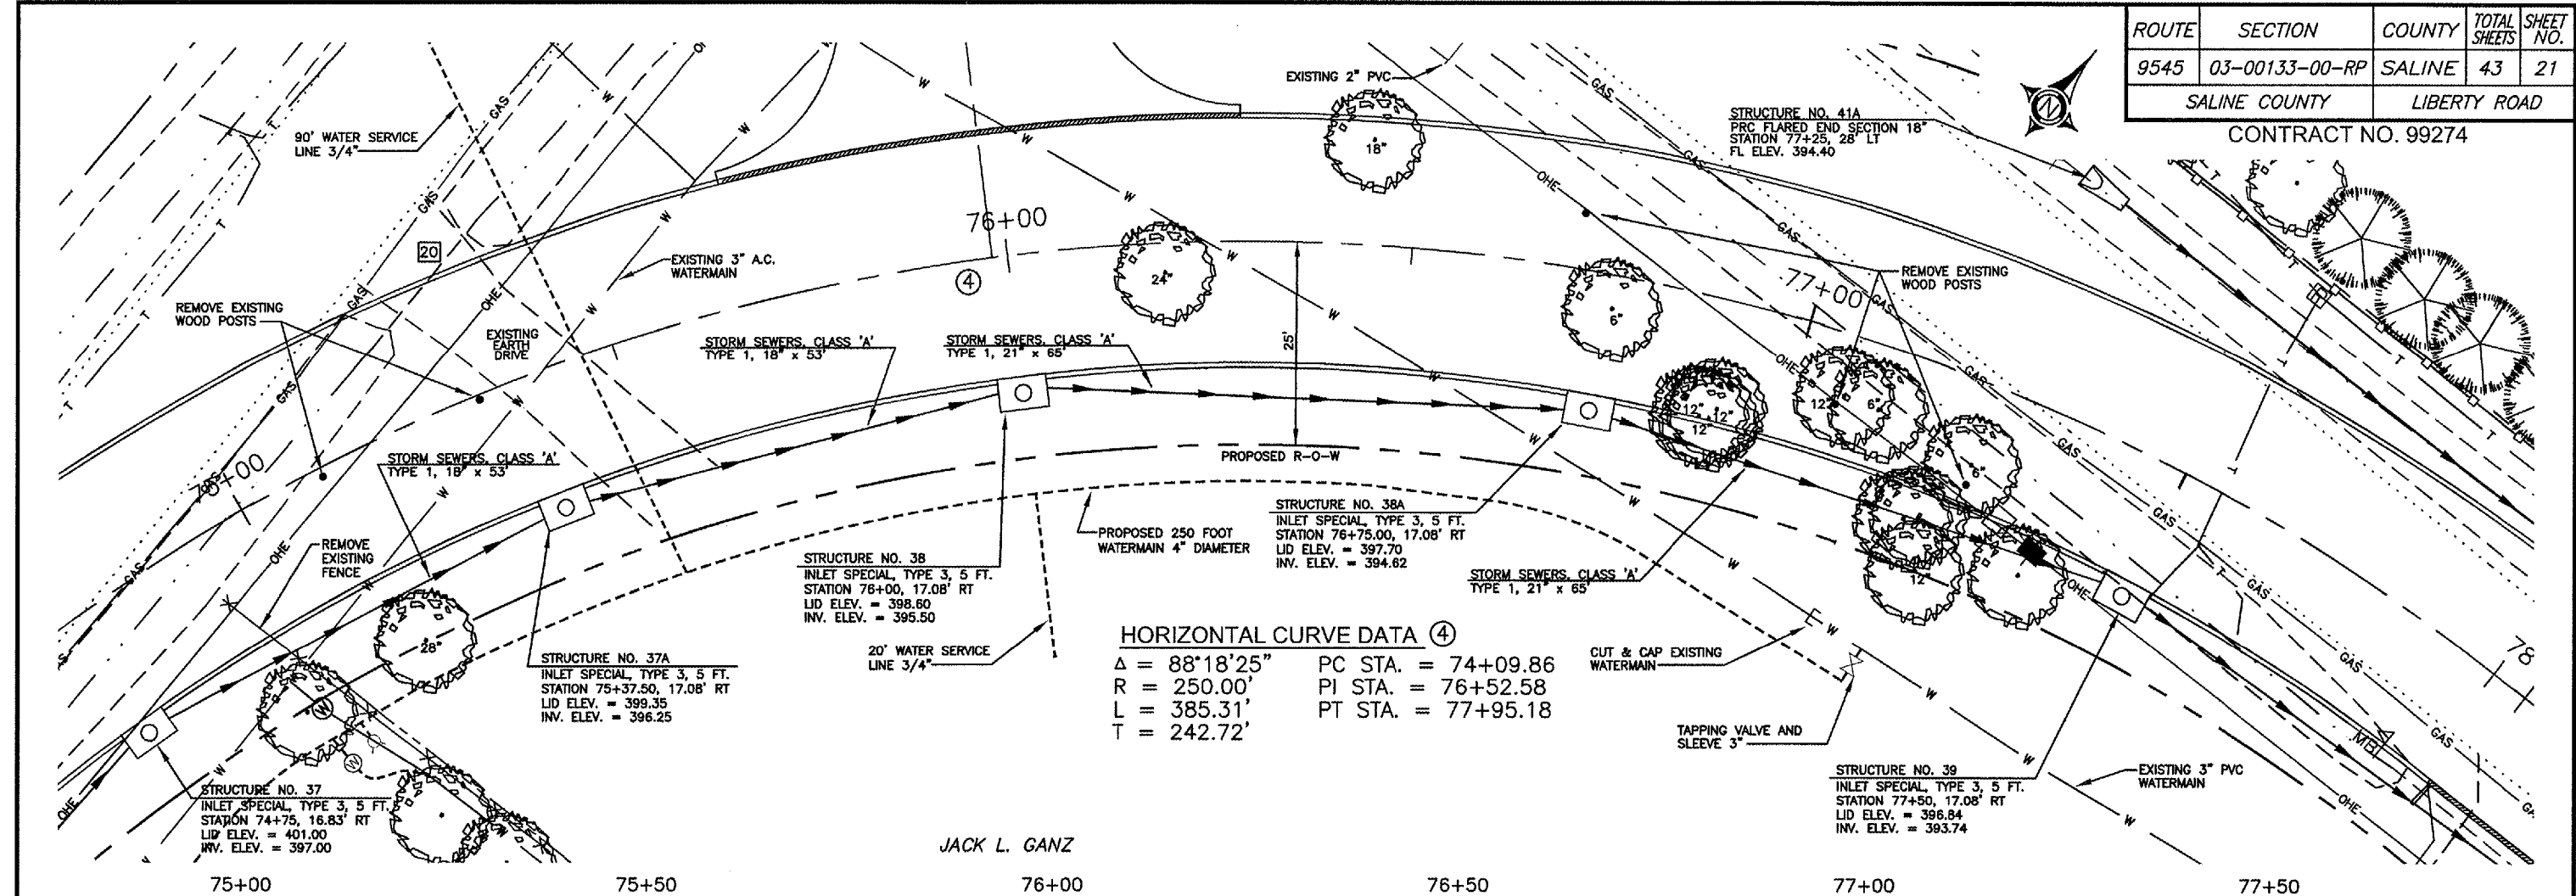 ROUTE SECTION COUNTY TOTAL SHEETS SHEET NO.
9545 03-00133-00-RP SALINE 43 21
SALINE COUNTY LIBERTY ROAD
CONTRACT NO. 99274
EXISTING 2" PVC
STRUCTURE NO. 41A
PRC FLARED END SECTION 18"
STATION 77+25, 28' LT
FL ELEV. 394.40
90' WATER SERVICE
LINE 3/4"
N
18"
20
76+00
4
24"
EXISTING 3" A.C.
WATERMAIN
REMOVE EXISTING
WOOD POSTS
EXISTING
EARTH
DRIVE
77+00
REMOVE EXISTING
WOOD POSTS
6"
25'
STORM SEWERS, CLASS 'A'
TYPE 1, 18" x 53'
STORM SEWERS, CLASS 'A'
TYPE 1, 21" x 65'
12" 12"
12"
12" 6"
6"
12"
75+00
STORM SEWERS, CLASS 'A'
TYPE 1, 18" x 53'
PROPOSED R-O-W
REMOVE
EXISTING
FENCE
28"
STRUCTURE NO. 38
INLET SPECIAL, TYPE 3, 5 FT.
STATION 76+00, 17.08' RT
LID ELEV. = 398.60
INV. ELEV. = 395.50
PROPOSED 250 FOOT
WATERMAIN 4" DIAMETER
STRUCTURE NO. 38A
INLET SPECIAL, TYPE 3, 5 FT.
STATION 76+75.00, 17.08' RT
LID ELEV. = 397.70
INV. ELEV. = 394.62
STORM SEWERS, CLASS 'A'
TYPE 1, 21" x 65'
STRUCTURE NO. 37A
INLET SPECIAL, TYPE 3, 5 FT.
STATION 75+37.50, 17.08' RT
LID ELEV. = 399.35
INV. ELEV. = 396.25
20' WATER SERVICE
LINE 3/4"
HORIZONTAL CURVE DATA 4
Δ = 88°18'25" PC STA. = 74+09.86
R = 250.00' PI STA. = 76+52.58
L = 385.31' PT STA. = 77+95.18
T = 242.72'
CUT & CAP EXISTING
WATERMAIN
TAPPING VALVE AND
SLEEVE 3"
78
MB
STRUCTURE NO. 37
INLET SPECIAL, TYPE 3, 5 FT.
STATION 74+75, 16.83' RT
LID ELEV. = 401.00
INV. ELEV. = 397.00
STRUCTURE NO. 39
INLET SPECIAL, TYPE 3, 5 FT.
STATION 77+50, 17.08' RT
LID ELEV. = 396.84
INV. ELEV. = 393.74
EXISTING 3" PVC
WATERMAIN
GAS
OHE
W
T
JACK L. GANZ
75+00 75+50 76+00 76+50 77+00 77+50